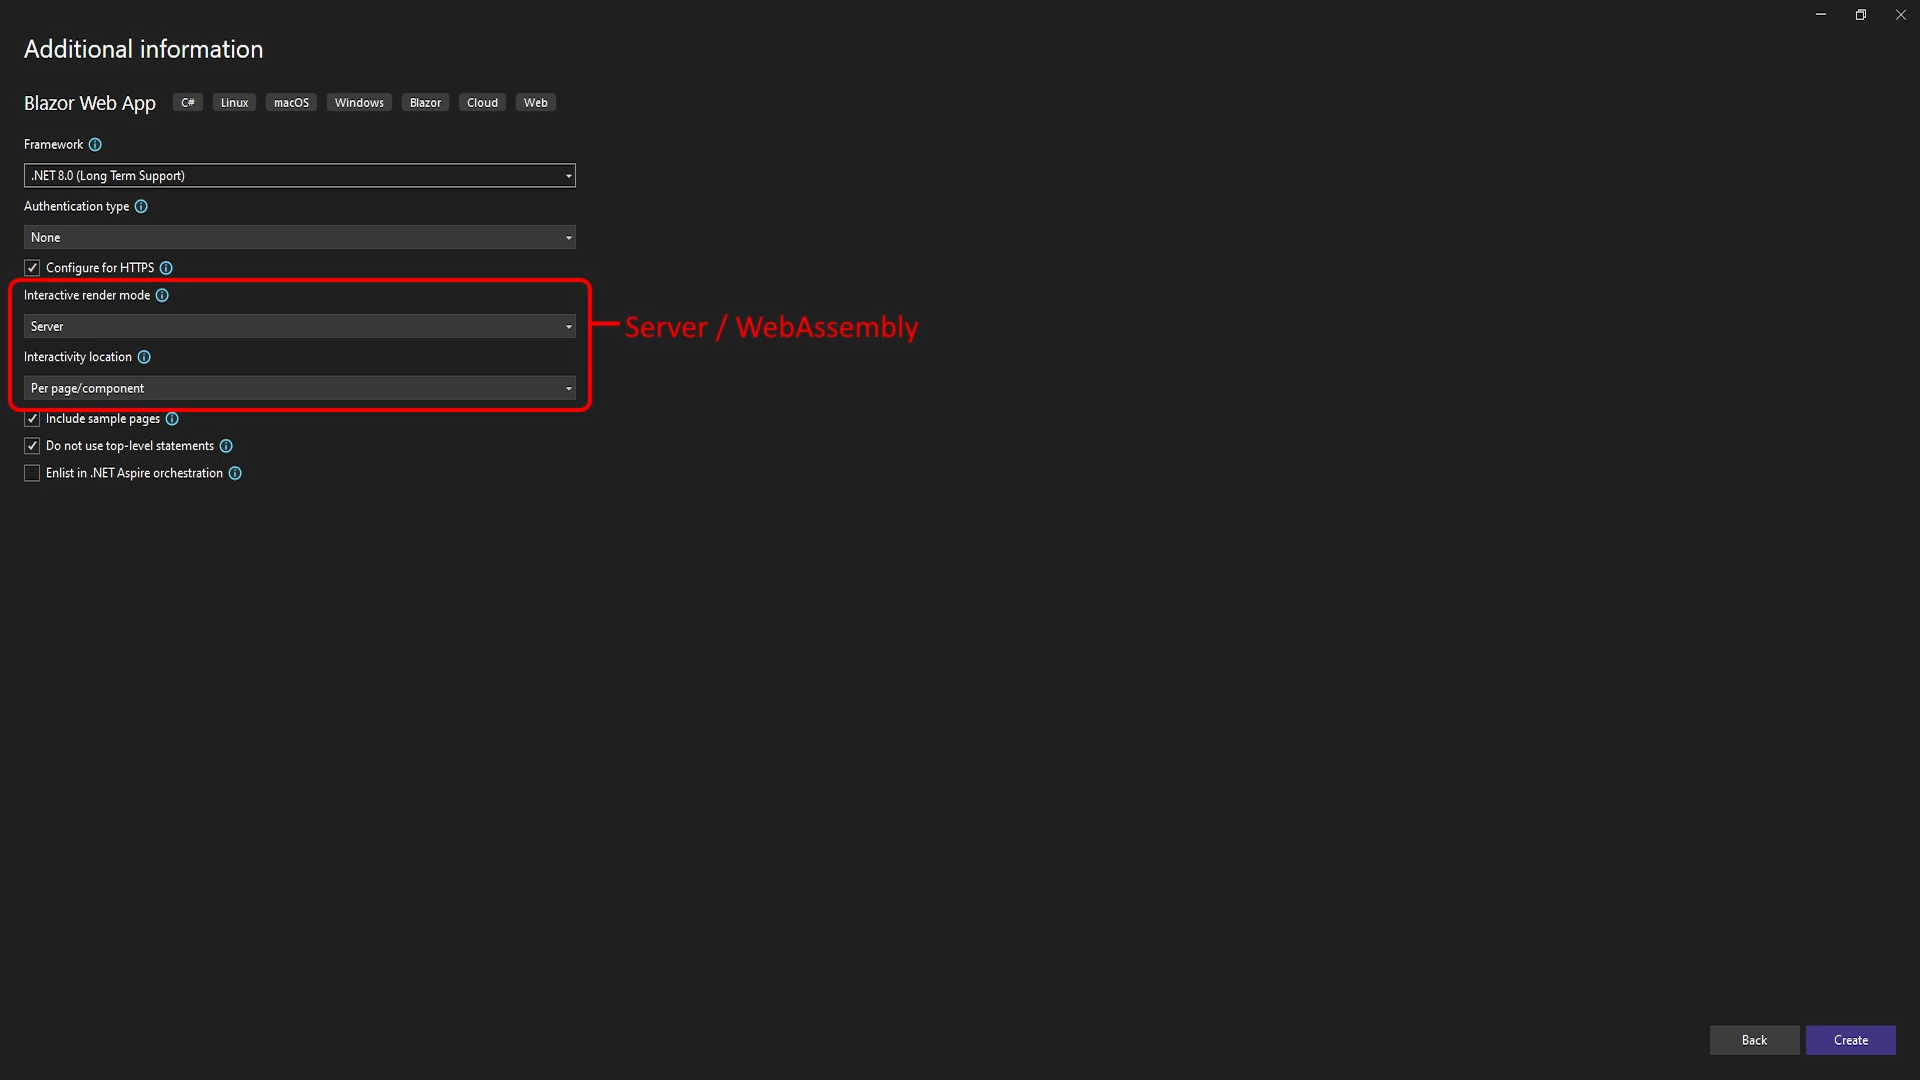 Additional information
Blazor Web App C# Linux macOS Windows Blazor Cloud Web
Framework
.NET 8.0 (Long Term Support)
Authentication type
None
Configure for HTTPS
Interactive render mode
Server
Server / WebAssembly
Interactivity location
Per page/component
Include sample pages
Do not use top-level statements
Enlist in .NET Aspire orchestration
Back Create